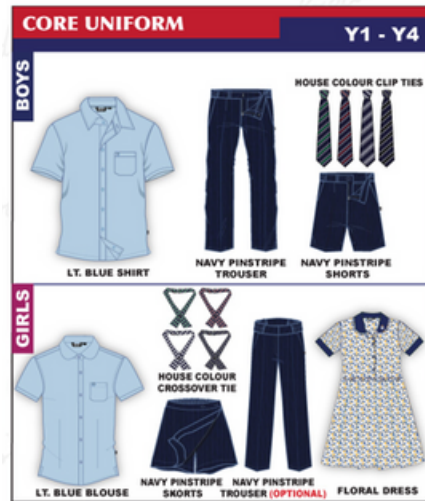 CORE UNIFORM
Y1 - Y4
BOYS
HOUSE COLOUR CLIP TIES
LT. BLUE SHIRT
NAVY PINSTRIPE
TROUSER
NAVY PINSTRIPE
SHORTS
GIRLS
HOUSE COLOUR
CROSSOVER TIE
LT. BLUE BLOUSE
NAVY PINSTRIPE
SKORTS
NAVY PINSTRIPE
TROUSER (OPTIONAL)
FLORAL DRESS